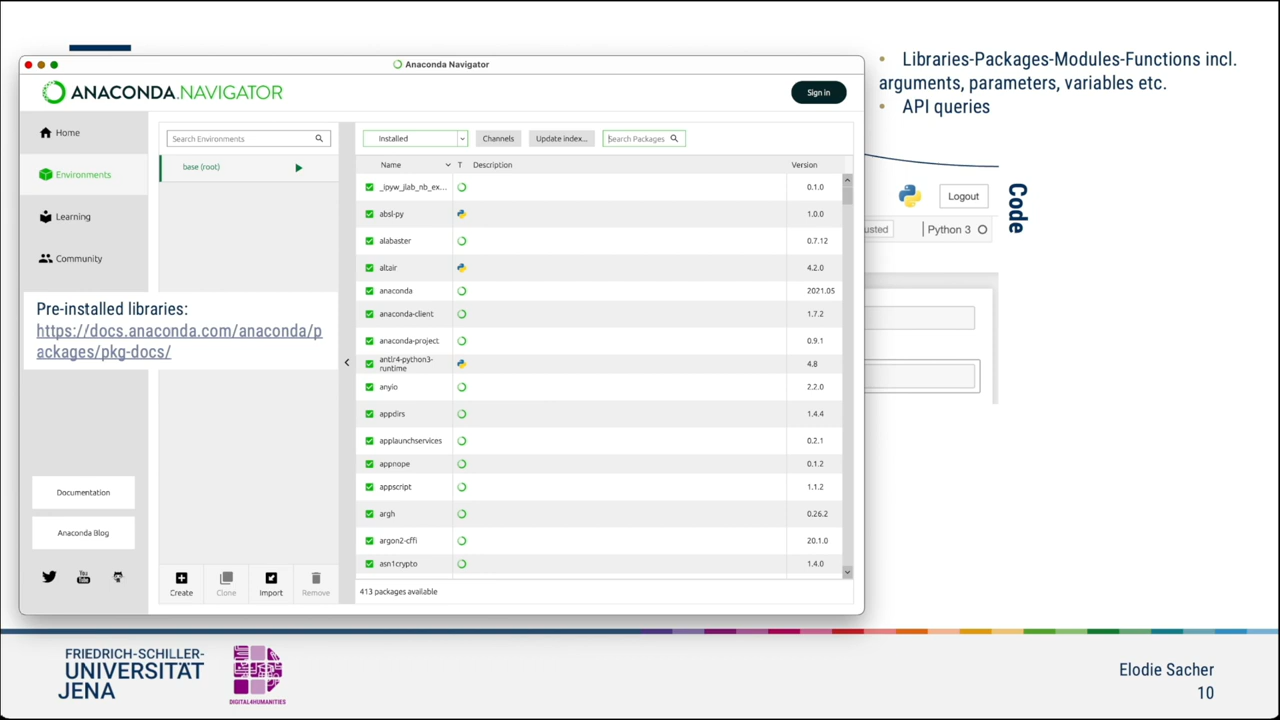 Anaconda Navigator
ANACONDA.NAVIGATOR
Sign in
Home
Environments
Learning
Community
Pre-installed libraries:
https://docs.anaconda.com/anaconda/p
ackages/pkg-docs/
Documentation
Anaconda Blog
You
Tube
Search Environments
base (root)
Create
Clone
Import
Remove
Installed
Channels
Update index...
Search Packages
Name T Description Version
_ipyw_jlab_nb_ex... 0.1.0
absl-py 1.0.0
alabaster 0.7.12
altair 4.2.0
anaconda 2021.05
anaconda-client 1.7.2
anaconda-project 0.9.1
antlr4-python3-
runtime 4.8
anyio 2.2.0
appdirs 1.4.4
applaunchservices 0.2.1
appnope 0.1.2
appscript 1.1.2
argh 0.26.2
argon2-cffi 20.1.0
asn1crypto 1.4.0
413 packages available
• Libraries-Packages-Modules-Functions incl.
arguments, parameters, variables etc.
• API queries
Logout
usted
Python 3
Code
FRIEDRICH-SCHILLER-
UNIVERSITÄT
JENA
DIGITAL4HUMANITIES
Elodie Sacher
10